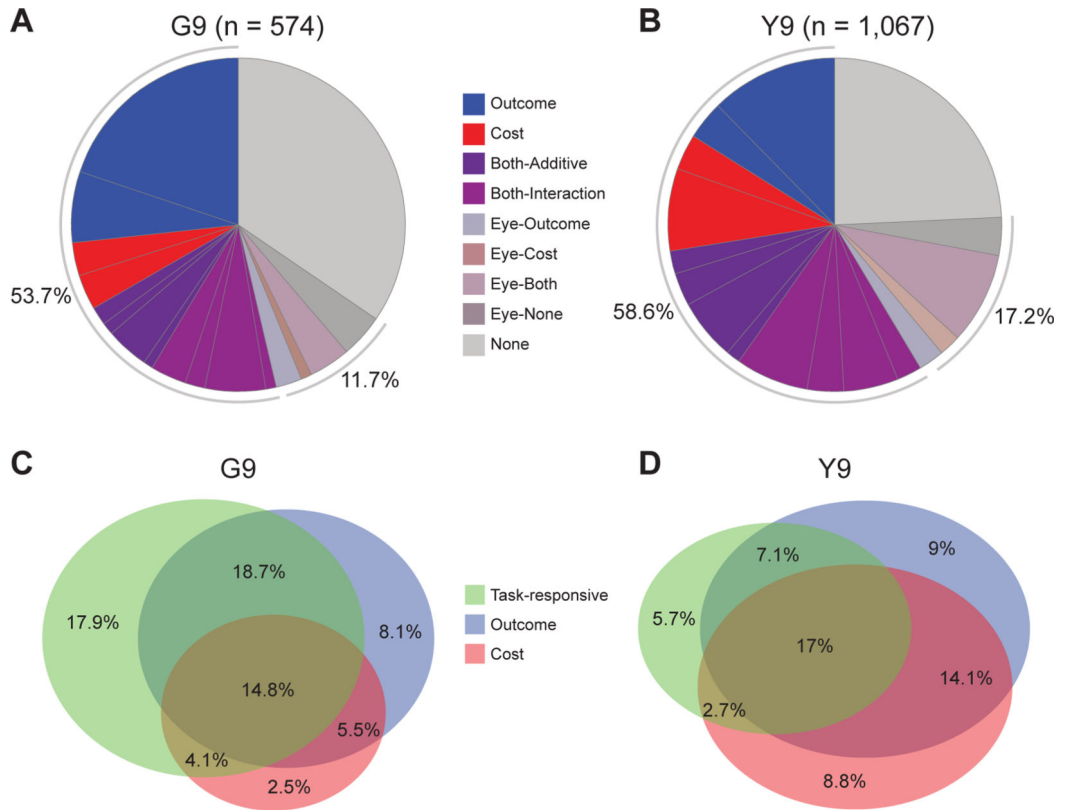 A
G9 (n = 574)
53.7%
11.7%
Outcome
Cost
Both-Additive
Both-Interaction
Eye-Outcome
Eye-Cost
Eye-Both
Eye-None
None
B
Y9 (n = 1,067)
58.6%
17.2%
C
G9
17.9%
18.7%
8.1%
14.8%
5.5%
4.1%
2.5%
Task-responsive
Outcome
Cost
D
Y9
7.1%
9%
5.7%
17%
14.1%
2.7%
8.8%